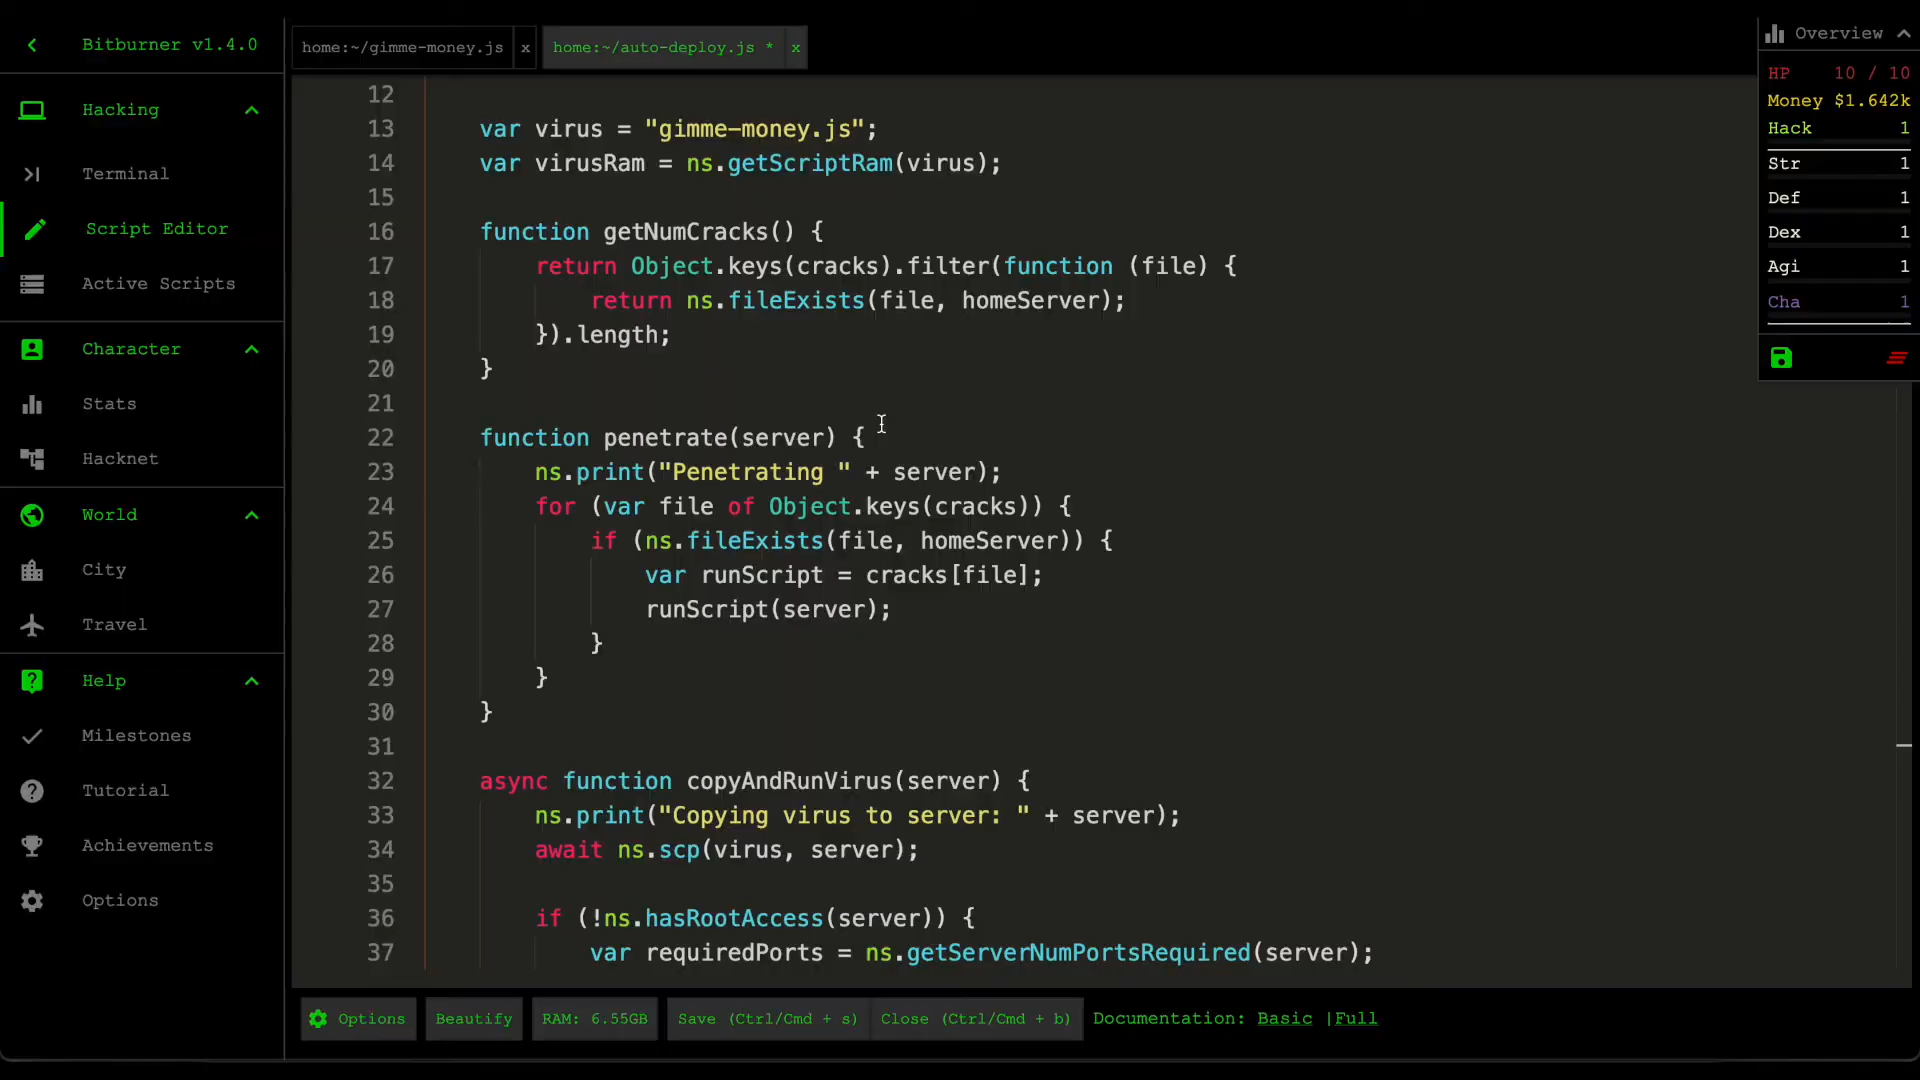 Bitburner v1.4.0
Hacking
Terminal
Script Editor
Active Scripts
Character
Stats
Hacknet
World
City
Travel
Help
Milestones
Tutorial
Achievements
Options
home:~/gimme-money.js x
home:~/auto-deploy.js * x
12
13 var virus = "gimme-money.js";
14 var virusRam = ns.getScriptRam(virus);
15
16 function getNumCracks() {
17 return Object.keys(cracks).filter(function (file) {
18 return ns.fileExists(file, homeServer);
19 }).length;
20 }
21
22 function penetrate(server) {
23 ns.print("Penetrating " + server);
24 for (var file of Object.keys(cracks)) {
25 if (ns.fileExists(file, homeServer)) {
26 var runScript = cracks[file];
27 runScript(server);
28 }
29 }
30 }
31
32 async function copyAndRunVirus(server) {
33 ns.print("Copying virus to server: " + server);
34 await ns.scp(virus, server);
35
36 if (!ns.hasRootAccess(server)) {
37 var requiredPorts = ns.getServerNumPortsRequired(server);
Options Beautify RAM: 6.55GB Save (Ctrl/Cmd + s) Close (Ctrl/Cmd + b) Documentation: Basic |Full
Overview
HP 10 / 10
Money $1.642k
Hack 1
Str 1
Def 1
Dex 1
Agi 1
Cha 1